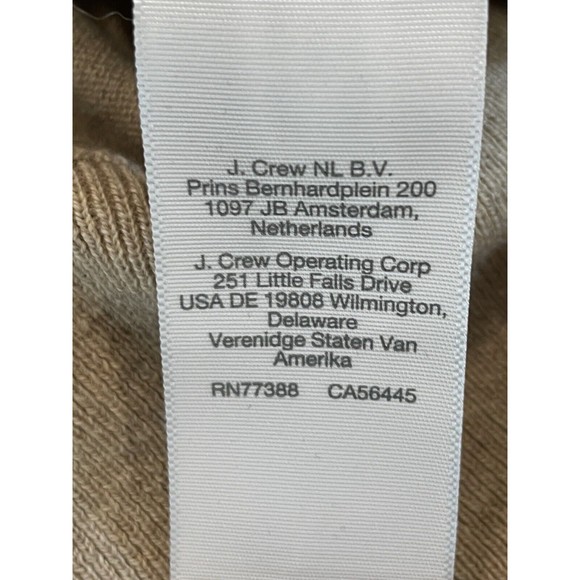 J. Crew NL B.V.
Prins Bernhardplein 200
1097 JB Amsterdam,
Netherlands
J. Crew Operating Corp
251 Little Falls Drive
USA DE 19808 Wilmington,
Delaware
Verenidge Staten Van
Amerika
RN77388 CA56445